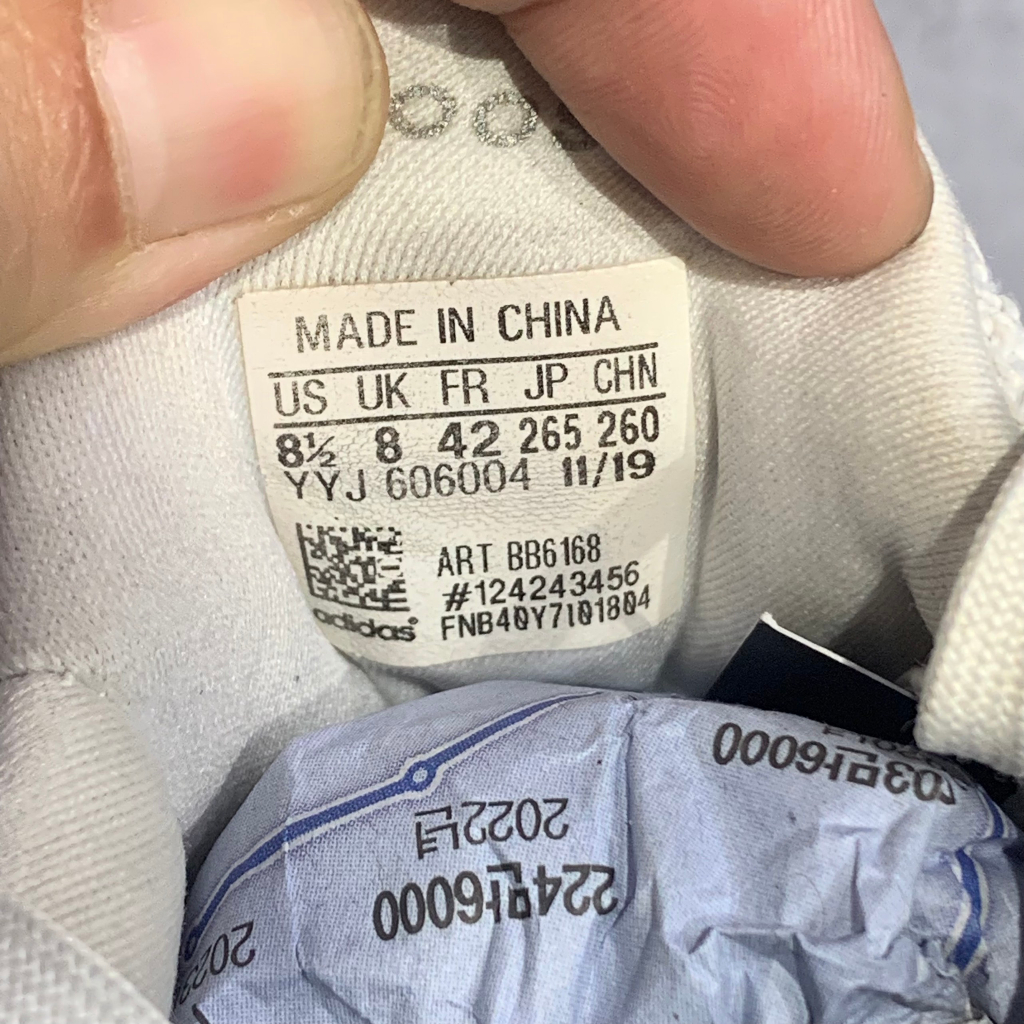 MADE IN CHINA
US UK FR JP CHN
8½ 8 42 265 260
YYJ 606004 11/19
ART BB6168
#124243456
FNB40Y7101804
adidas
2022년
224만6000
203만6000